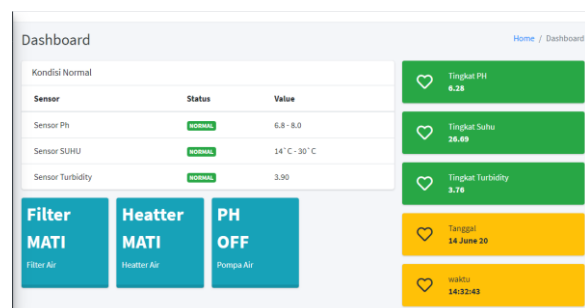 Dashboard
Home / Dashboard
Kondisi Normal
Sensor Status Value
Sensor Ph NORMAL 6.8 - 8.0
Sensor SUHU NORMAL 14°C - 30°C
Sensor Turbidity NORMAL 3.90
Filter
MATI
Filter Air
Heatter
MATI
Heatter Air
PH
OFF
Pompa Air
Tingkat PH
6.28
Tingkat Suhu
26.69
Tingkat Turbidity
3.76
Tanggal
14 June 20
waktu
14:32:43